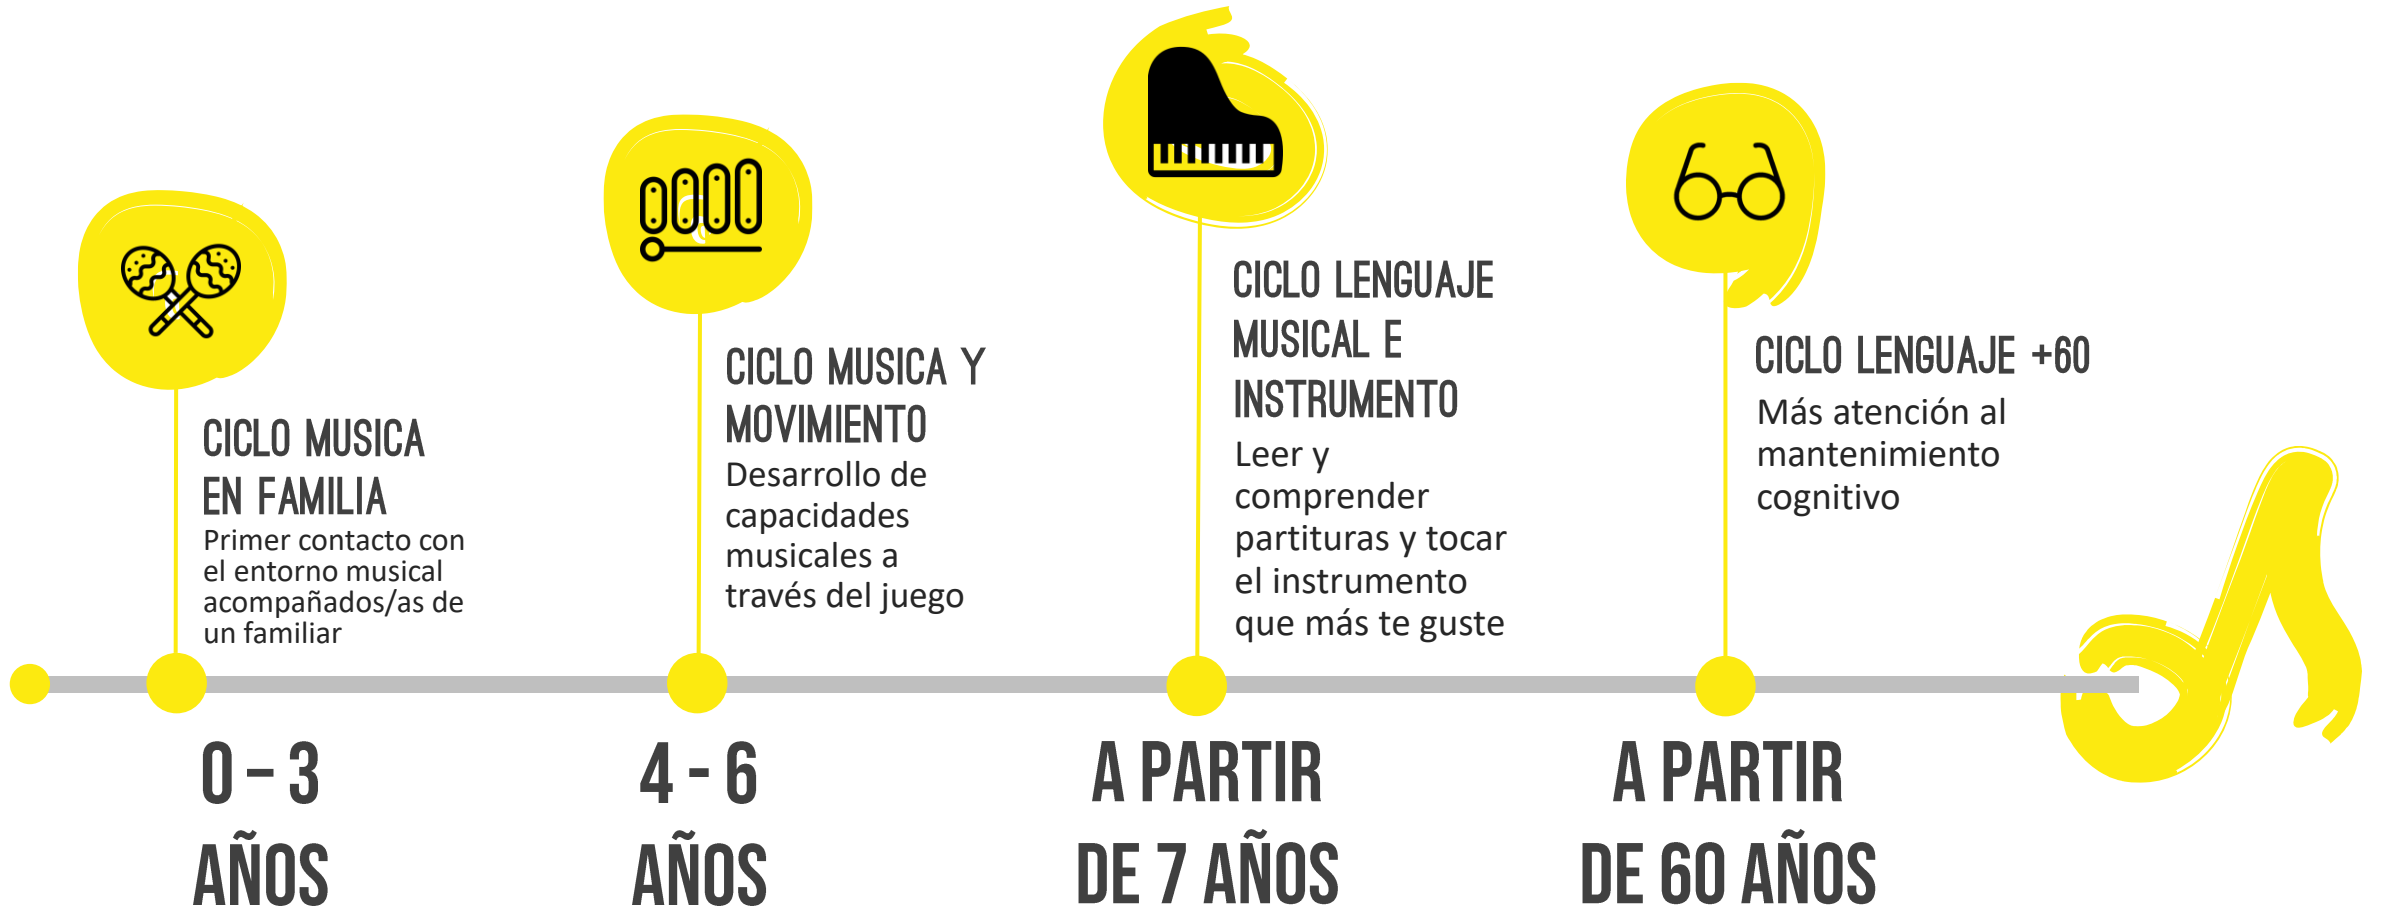 CICLO MUSICA
EN FAMILIA
Primer contacto con
el entorno musical
acompañados/as de
un familiar
0 – 3
AÑOS
CICLO MUSICA Y
MOVIMIENTO
Desarrollo de
capacidades
musicales a
través del juego
4 - 6
AÑOS
CICLO LENGUAJE
MUSICAL E
INSTRUMENTO
Leer y
comprender
partituras y tocar
el instrumento
que más te guste
A PARTIR
DE 7 AÑOS
CICLO LENGUAJE +60
Más atención al
mantenimiento
cognitivo
A PARTIR
DE 60 AÑOS